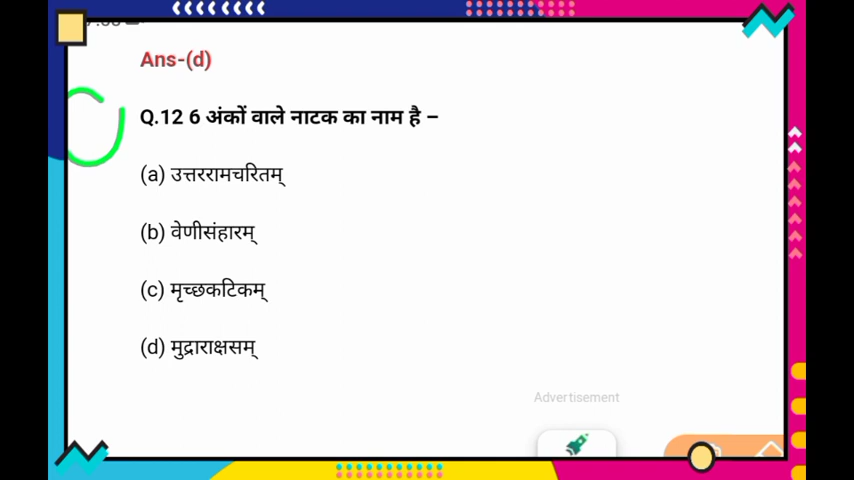 Ans-(d)
Q.12 6 अंकों वाले नाटक का नाम है –
(a) उत्तररामचरितम्
(b) वेणीसंहारम्
(c) मृच्छकटिकम्
(d) मुद्राराक्षसम्
Advertisement